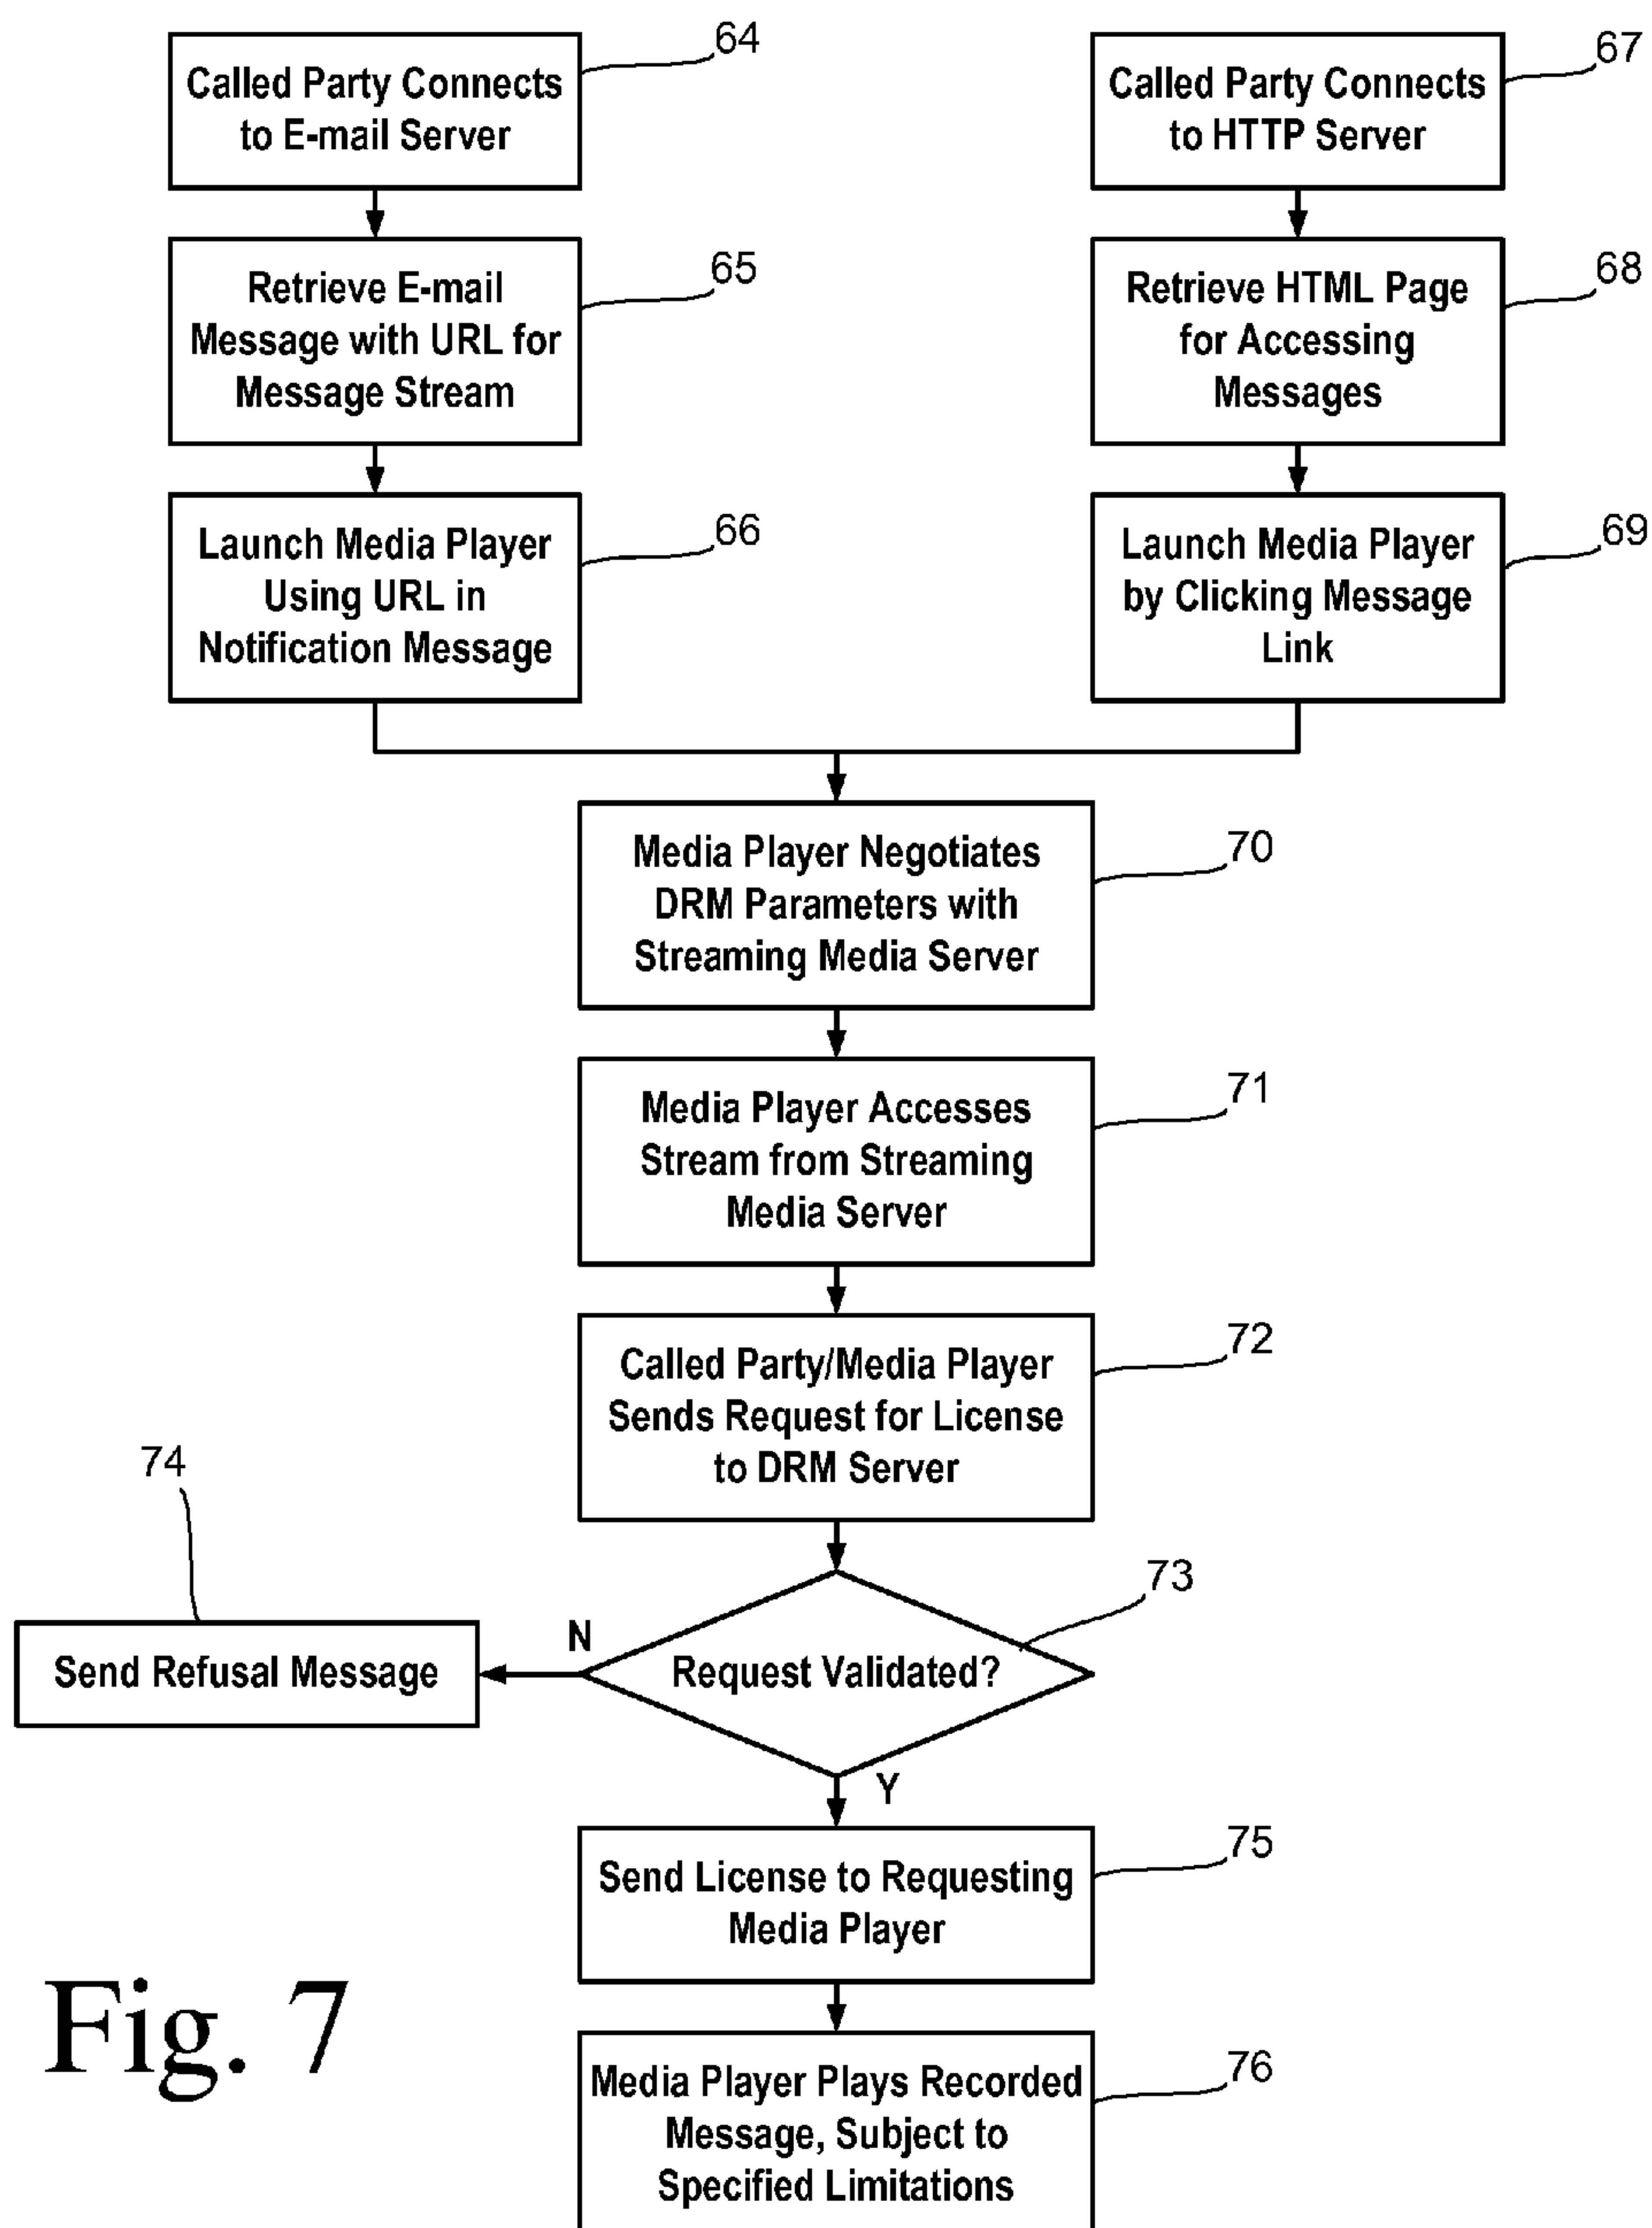 Called Party Connects
to E-mail Server
64
Called Party Connects
to HTTP Server
67
Retrieve E-mail
Message with URL for
Message Stream
65
Retrieve HTML Page
for Accessing
Messages
68
Launch Media Player
Using URL in
Notification Message
66
Launch Media Player
by Clicking Message
Link
69
Media Player Negotiates
DRM Parameters with
Streaming Media Server
70
Media Player Accesses
Stream from Streaming
Media Server
71
Called Party/Media Player
Sends Request for License
to DRM Server
72
Request Validated?
73
N
Send Refusal Message
74
Y
Send License to Requesting
Media Player
75
Media Player Plays Recorded
Message, Subject to
Specified Limitations
76
Fig. 7